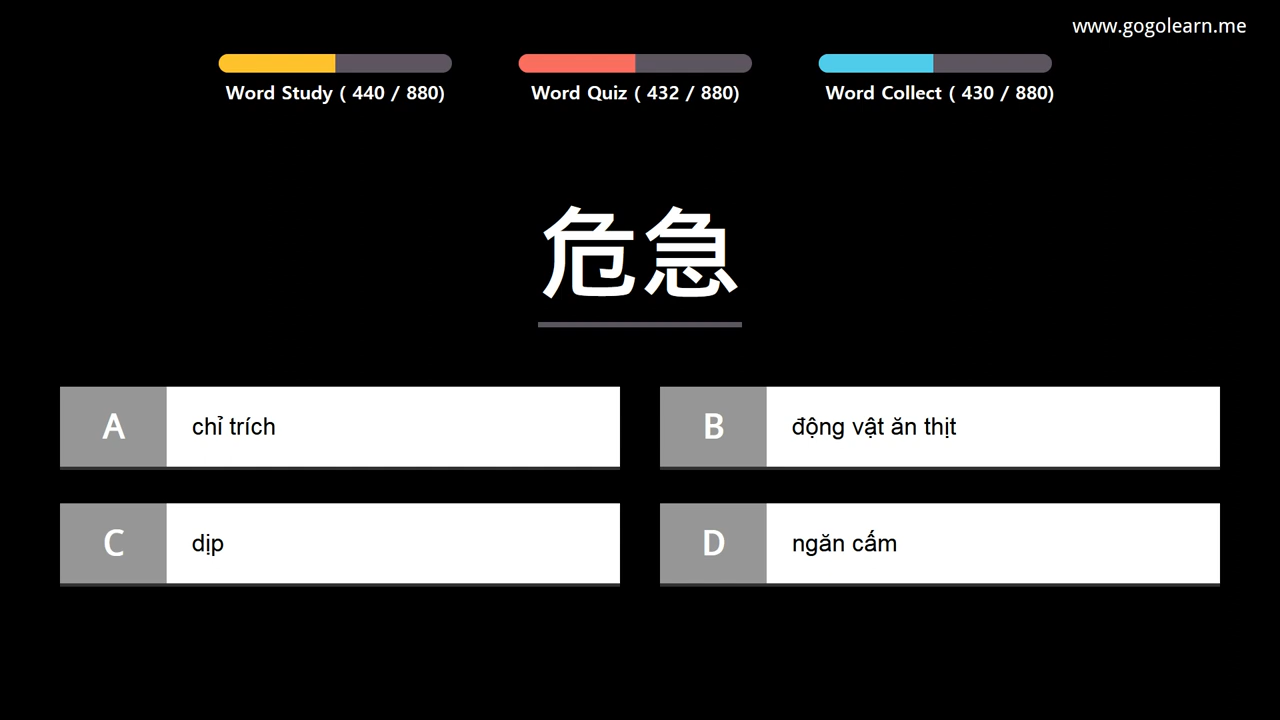 www.gogolearn.me
Word Study ( 440 / 880)
Word Quiz ( 432 / 880)
Word Collect ( 430 / 880)
危急
A chỉ trích
B động vật ăn thịt
C dịp
D ngăn cấm